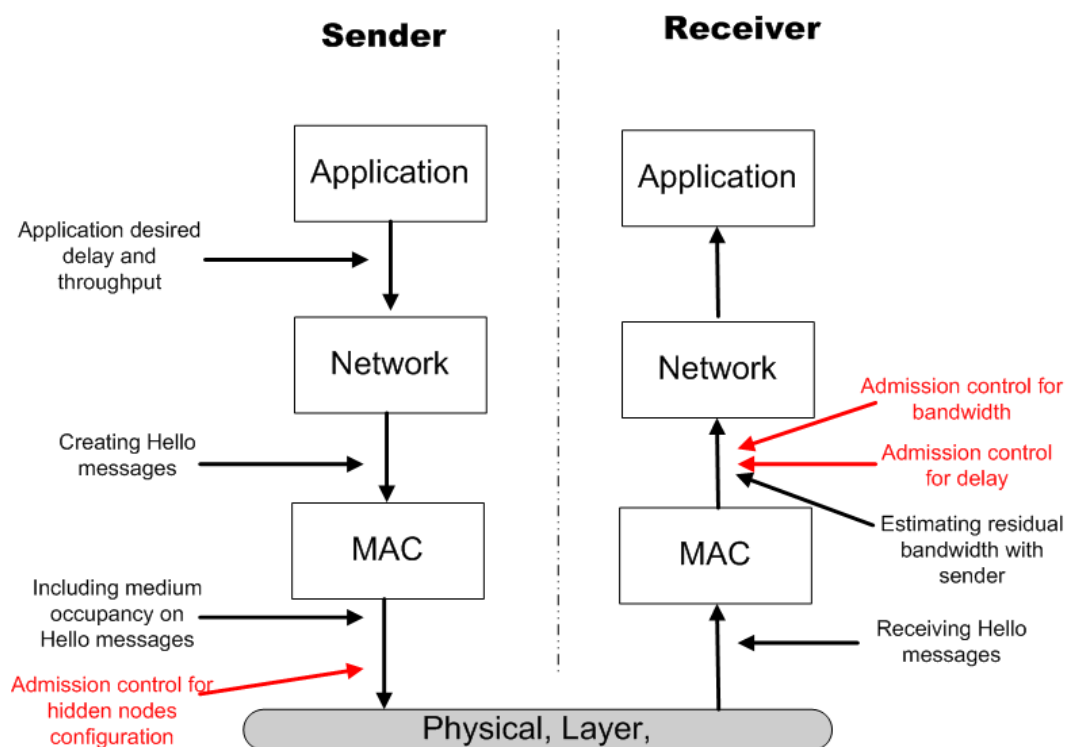 Sender
Receiver
Application
Application
Application desired
delay and
throughput
Network
Network
Admission control for
bandwidth
Creating Hello
messages
Admission control
for delay
MAC
MAC
Estimating residual
bandwidth with
sender
Including medium
occupancy on
Hello messages
Receiving Hello
messages
Admission control for
hidden nodes
configuration
Physical, Layer,